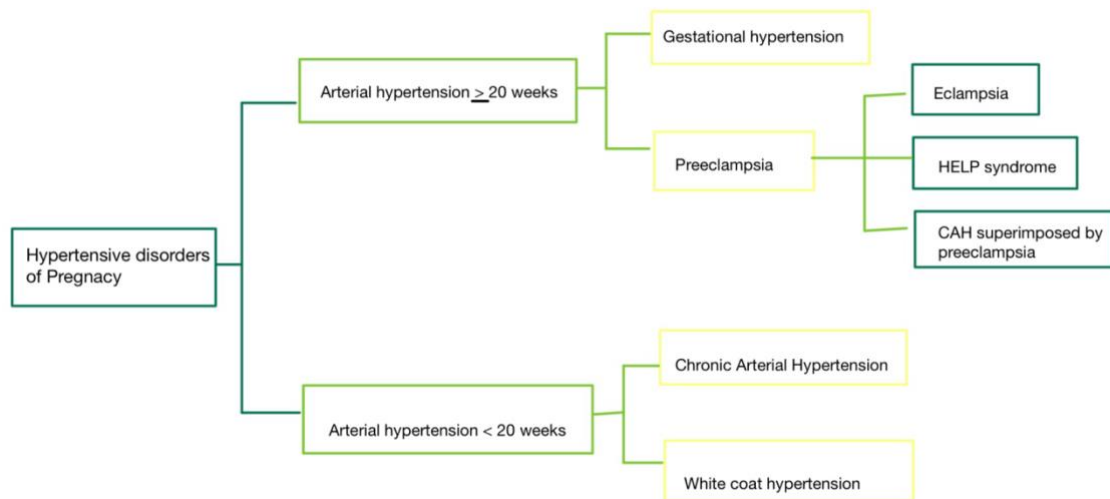 Gestational hypertension
Arterial hypertension > 20 weeks
Eclampsia
Preeclampsia
HELP syndrome
CAH superimposed by
preeclampsia
Hypertensive disorders
of Pregnacy
Chronic Arterial Hypertension
Arterial hypertension < 20 weeks
White coat hypertension